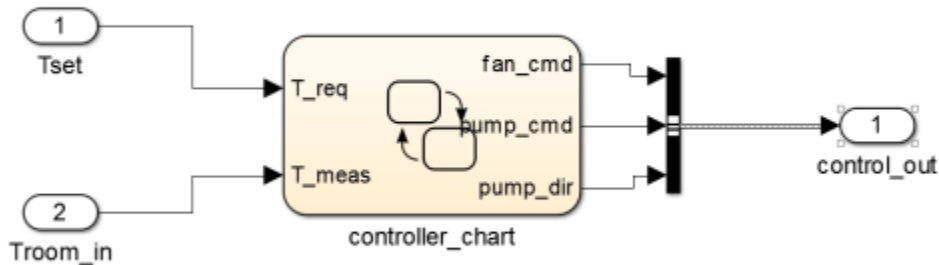 1
Tset
2
Troom_in
T_req
T_meas
fan_cmd
pump_cmd
pump_dir
controller_chart
1
control_out